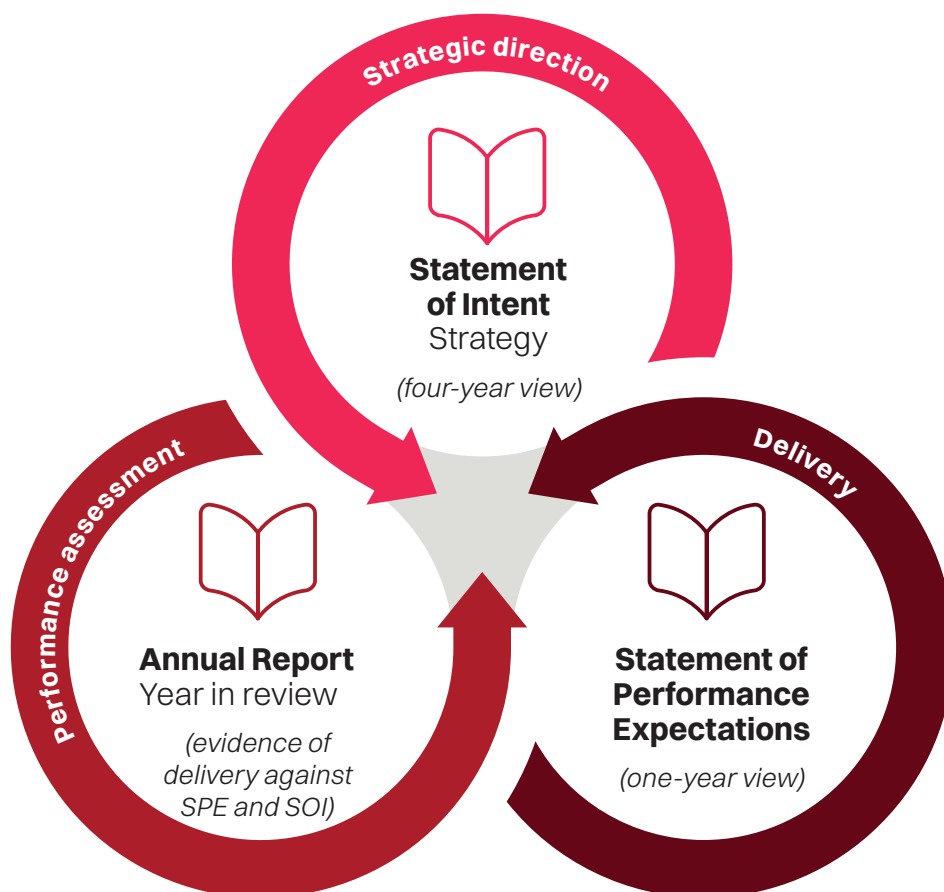 Strategic direction
Statement
of Intent
Strategy
(four-year view)
Performance assessment
Annual Report
Year in review
(evidence of
delivery against
SPE and SOI)
Delivery
Statement of
Performance
Expectations
(one-year view)